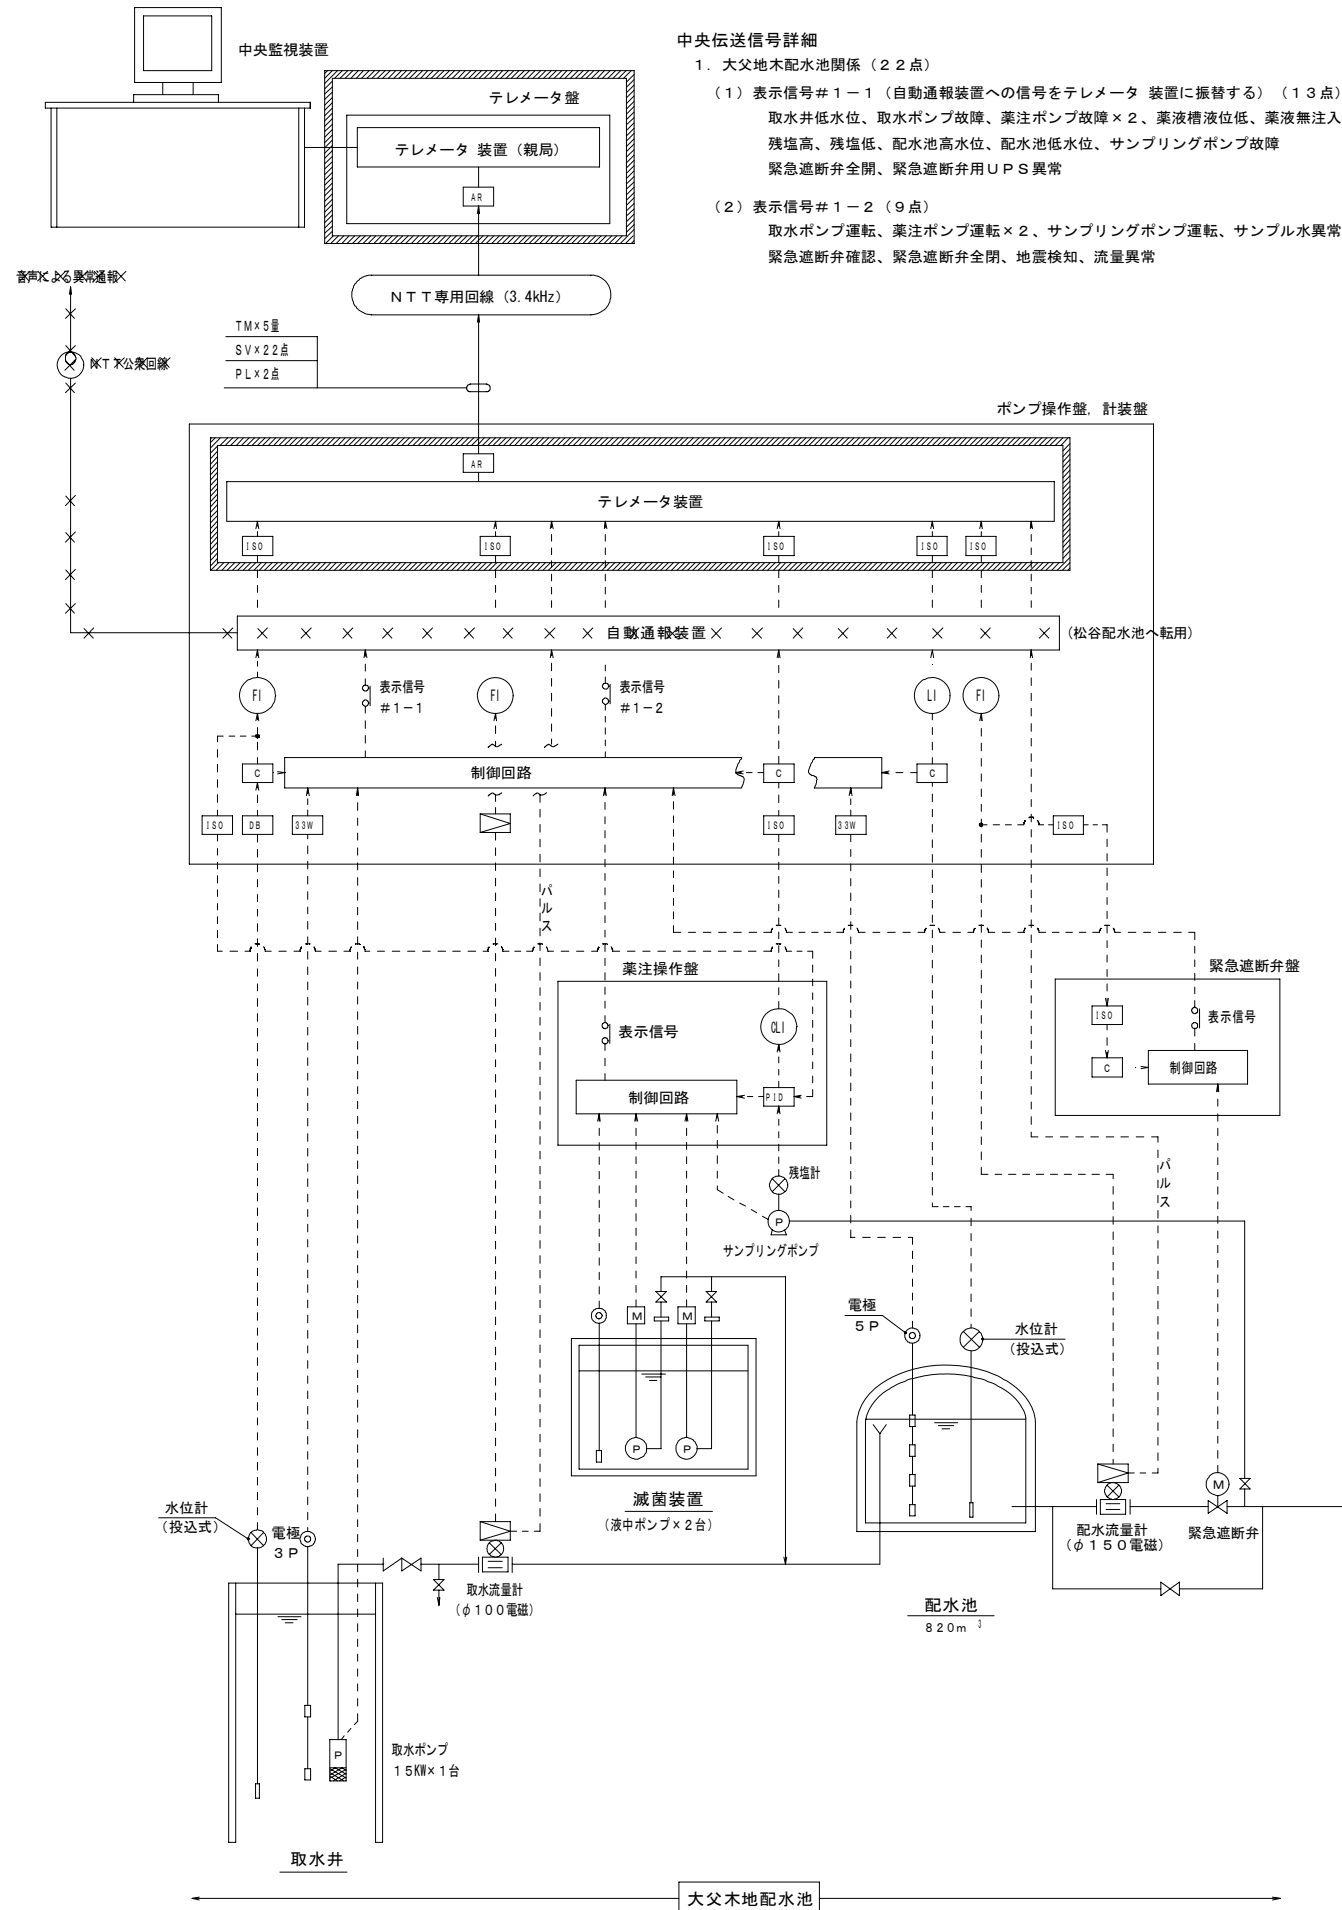 中央監視装置
テレメータ盤
テレメータ 装置（親局）
AR
中央伝送信号詳細
１．大父地木配水池関係（２２点）
（１）表示信号＃１－１（自動通報装置への信号をテレメータ 装置に振替する）（１３点）
取水井低水位、取水ポンプ故障、薬注ポンプ故障×２、薬液槽液位低、薬液無注入
残塩高、残塩低、配水池高水位、配水池低水位、サンプリングポンプ故障
緊急遮断弁全開、緊急遮断弁用ＵＰＳ異常
（２）表示信号＃１－２（９点）
取水ポンプ運転、薬注ポンプ運転×２、サンプリングポンプ運転、サンプル水異常
緊急遮断弁確認、緊急遮断弁全閉、地震検知、流量異常
音声による異常通報
ＮＴＴ専用回線（3.4kHz）
TM×5量
SV×22点
PL×2点
ＮＴＴ公衆回線
ポンプ操作盤，計装盤
AR
テレメータ装置
ISO
ISO
ISO
ISO
ISO
自動通報装置
（松谷配水池へ転用）
FI
表示信号
＃１－１
FI
表示信号
＃１－２
LI
FI
C
制御回路
C
C
ISO
DB
33W
ISO
33W
ISO
パルス
薬注操作盤
緊急遮断弁盤
表示信号
CLI
ISO
表示信号
制御回路
PID
C
制御回路
残塩計
パルス
P
サンプリングポンプ
電極
５Ｐ
水位計
（投込式）
M
M
P
P
滅菌装置
（液中ポンプ×２台）
M
水位計
（投込式）
電極
３Ｐ
取水流量計
（φ１００電磁）
配水流量計
（φ１５０電磁）
緊急遮断弁
配水池
８２０ｍ³
P
取水ポンプ
１５KW×１台
取水井
大父木地配水池